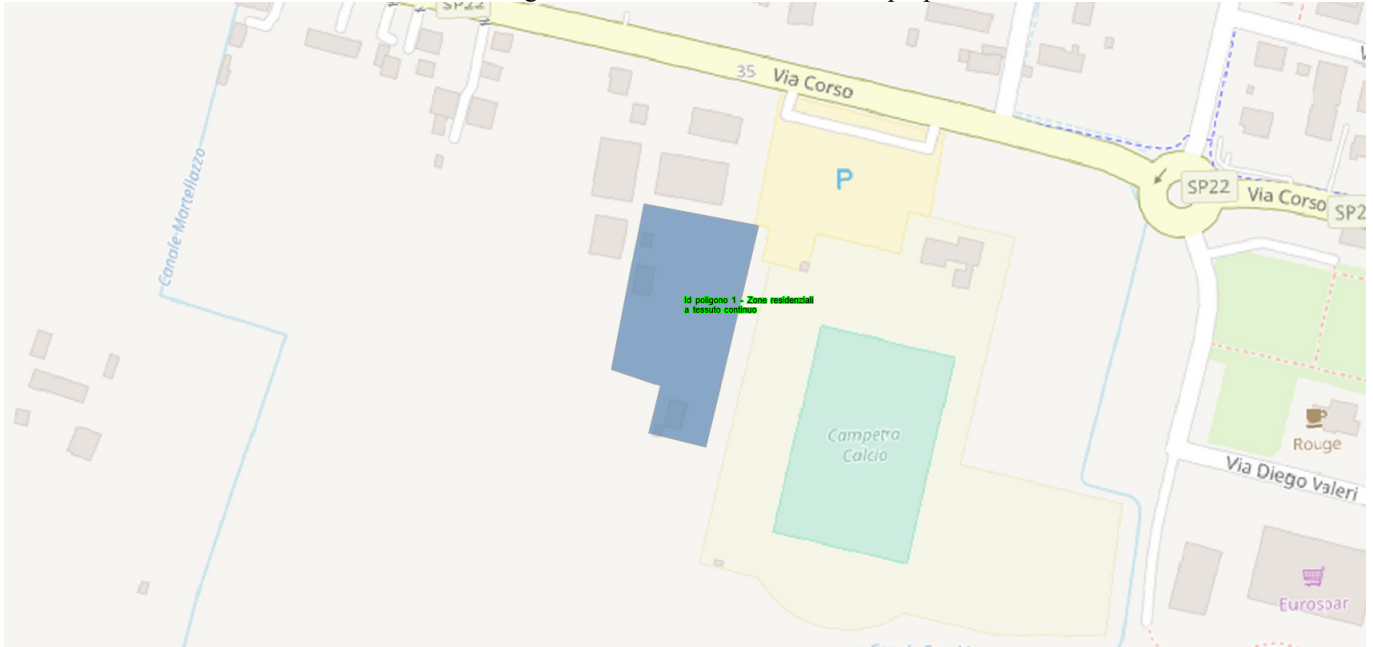 SP22
35 Via Corso
P
Canale Martellazzo
SP22
Via Corso
SP2
Id poligono 1 - Zone residenziali
a tessuto continuo
Campetto
Calcio
Rouge
Via Diego Valeri
Eurospar